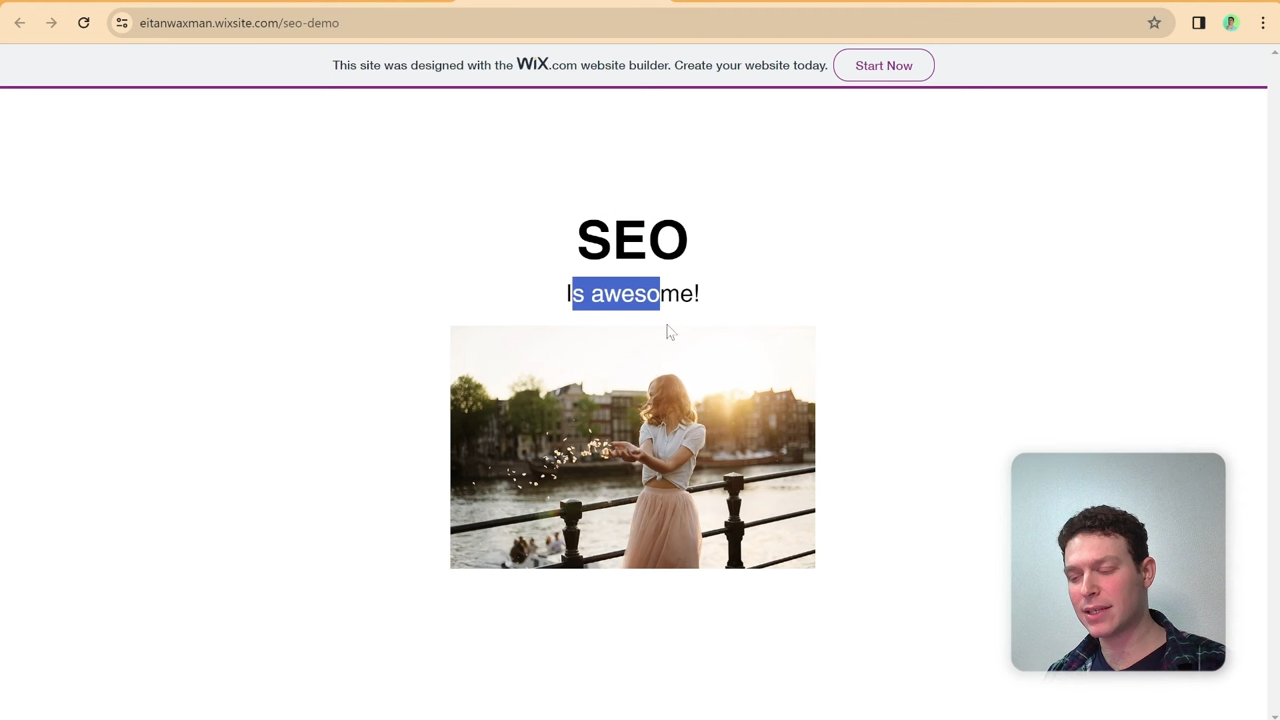 eitanwaxman.wixsite.com/seo-demo
This site was designed with the WiX.com website builder. Create your website today. Start Now
SEO
Is awesome!